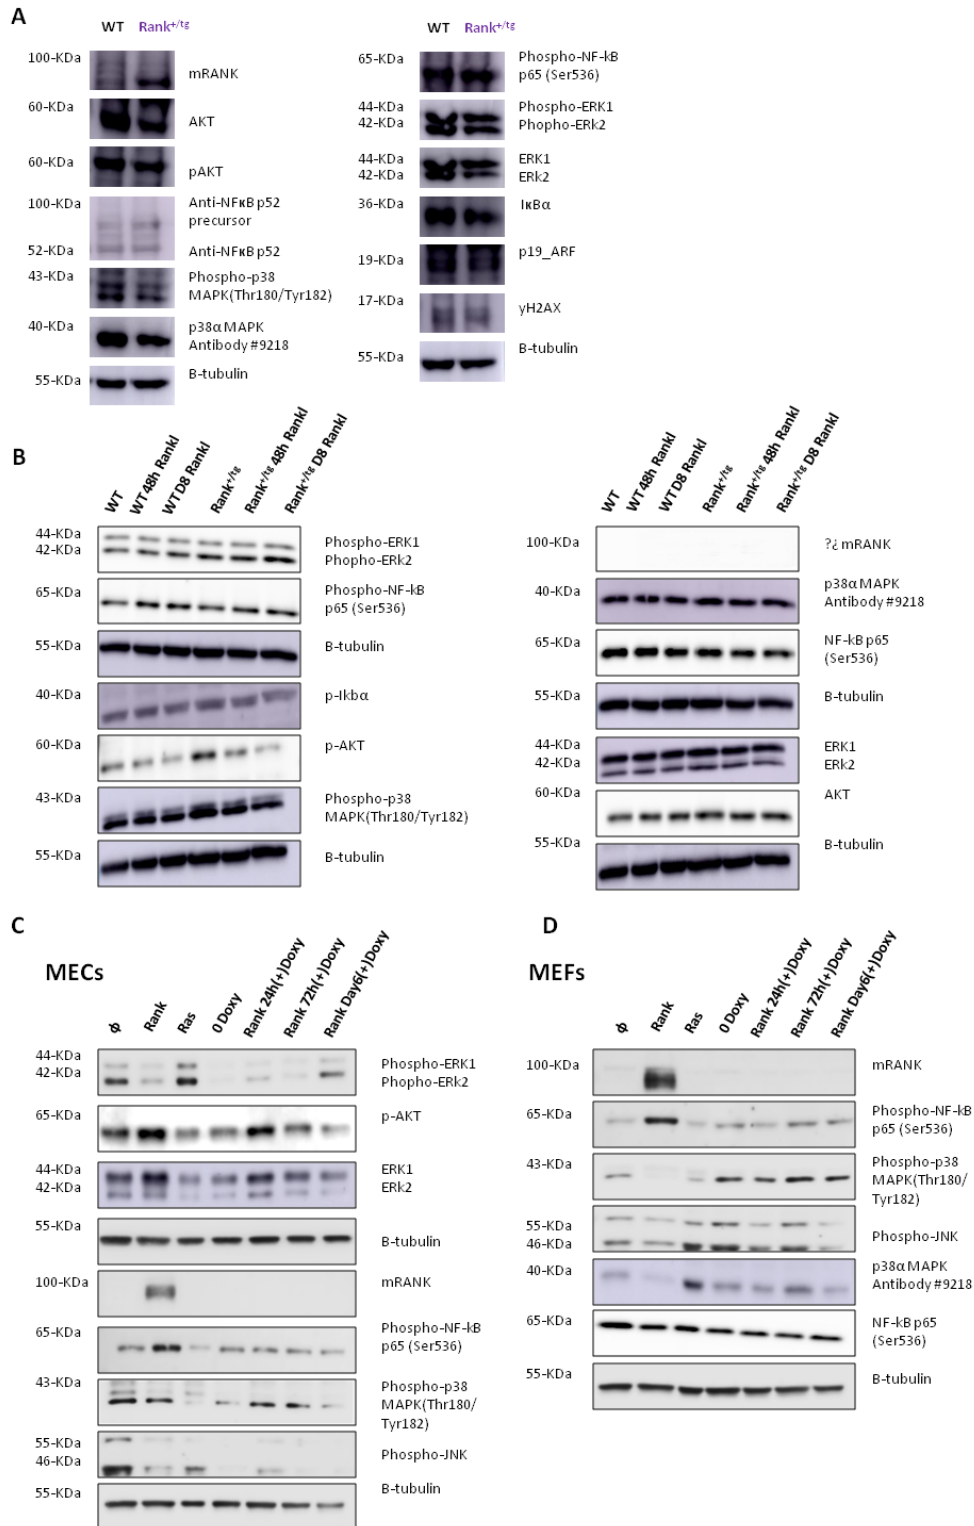 A
WT Rank+/tg
100-KDa
mRANK
60-KDa
AKT
60-KDa
pAKT
100-KDa
Anti-NFκB p52
precursor
52-KDa
Anti-NFκB p52
43-KDa
Phospho-p38
MAPK(Thr180/Tyr182)
40-KDa
p38α MAPK
Antibody #9218
55-KDa
B-tubulin
WT Rank+/tg
65-KDa
Phospho-NF-kB
p65 (Ser536)
44-KDa
Phospho-ERK1
42-KDa
Phopho-ERk2
44-KDa
ERK1
42-KDa
ERk2
36-KDa
IκBα
19-KDa
p19_ARF
17-KDa
yH2AX
55-KDa
B-tubulin
B
WT
WT 48h Rankl
WT D8 Rankl
Rank+/tg
Rank+/tg 48h Rankl
Rank+/tg D8 Rankl
44-KDa
Phospho-ERK1
42-KDa
Phopho-ERk2
65-KDa
Phospho-NF-kB
p65 (Ser536)
55-KDa
B-tubulin
40-KDa
p-Ikbα
60-KDa
p-AKT
43-KDa
Phospho-p38
MAPK(Thr180/Tyr182)
55-KDa
B-tubulin
WT
WT 48h Rankl
WT D8 Rankl
Rank+/tg
Rank+/tg 48h Rankl
Rank+/tg D8 Rankl
100-KDa
?¿ mRANK
40-KDa
p38α MAPK
Antibody #9218
65-KDa
NF-kB p65
(Ser536)
55-KDa
B-tubulin
44-KDa
ERK1
42-KDa
ERk2
60-KDa
AKT
55-KDa
B-tubulin
C
MECs
ф
Rank
Ras
0 Doxy
Rank 24h(+)Doxy
Rank 72h(+)Doxy
Rank Day6(+)Doxy
44-KDa
Phospho-ERK1
42-KDa
Phopho-ERk2
65-KDa
p-AKT
44-KDa
ERK1
42-KDa
ERk2
55-KDa
B-tubulin
100-KDa
mRANK
65-KDa
Phospho-NF-kB
p65 (Ser536)
43-KDa
Phospho-p38
MAPK(Thr180/
Tyr182)
55-KDa
46-KDa
Phospho-JNK
55-KDa
B-tubulin
D
MEFs
ф
Rank
Ras
0 Doxy
Rank 24h(+)Doxy
Rank 72h(+)Doxy
Rank Day6(+)Doxy
100-KDa
mRANK
65-KDa
Phospho-NF-kB
p65 (Ser536)
43-KDa
Phospho-p38
MAPK(Thr180/
Tyr182)
55-KDa
46-KDa
Phospho-JNK
40-KDa
p38α MAPK
Antibody #9218
65-KDa
NF-kB p65
(Ser536)
55-KDa
B-tubulin